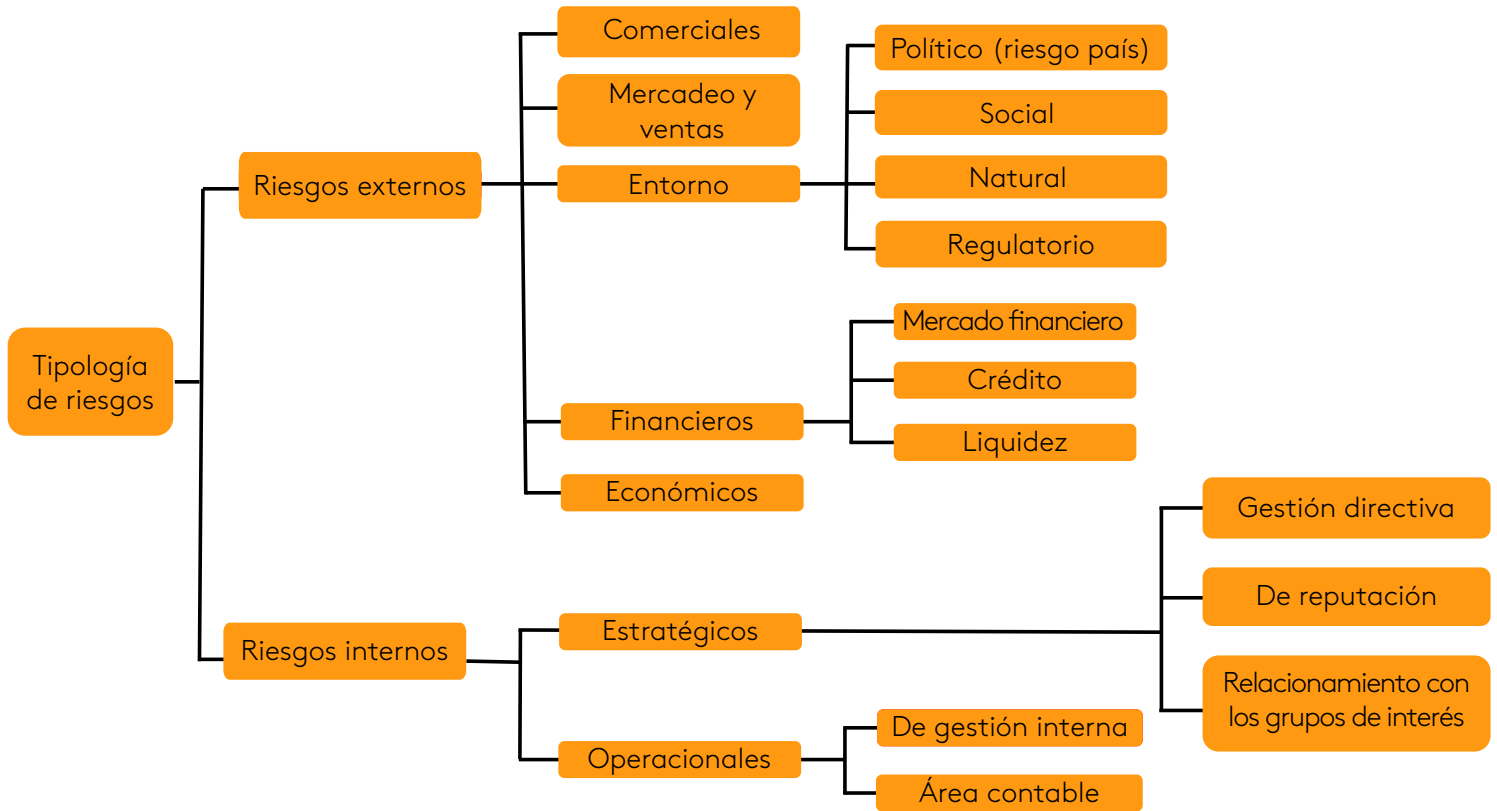 Tipología
de riesgos
Riesgos externos
Comerciales
Mercadeo y
ventas
Entorno
Político (riesgo país)
Social
Natural
Regulatorio
Financieros
Mercado financiero
Crédito
Liquidez
Económicos
Riesgos internos
Estratégicos
Gestión directiva
De reputación
Relacionamiento con
los grupos de interés
Operacionales
De gestión interna
Área contable